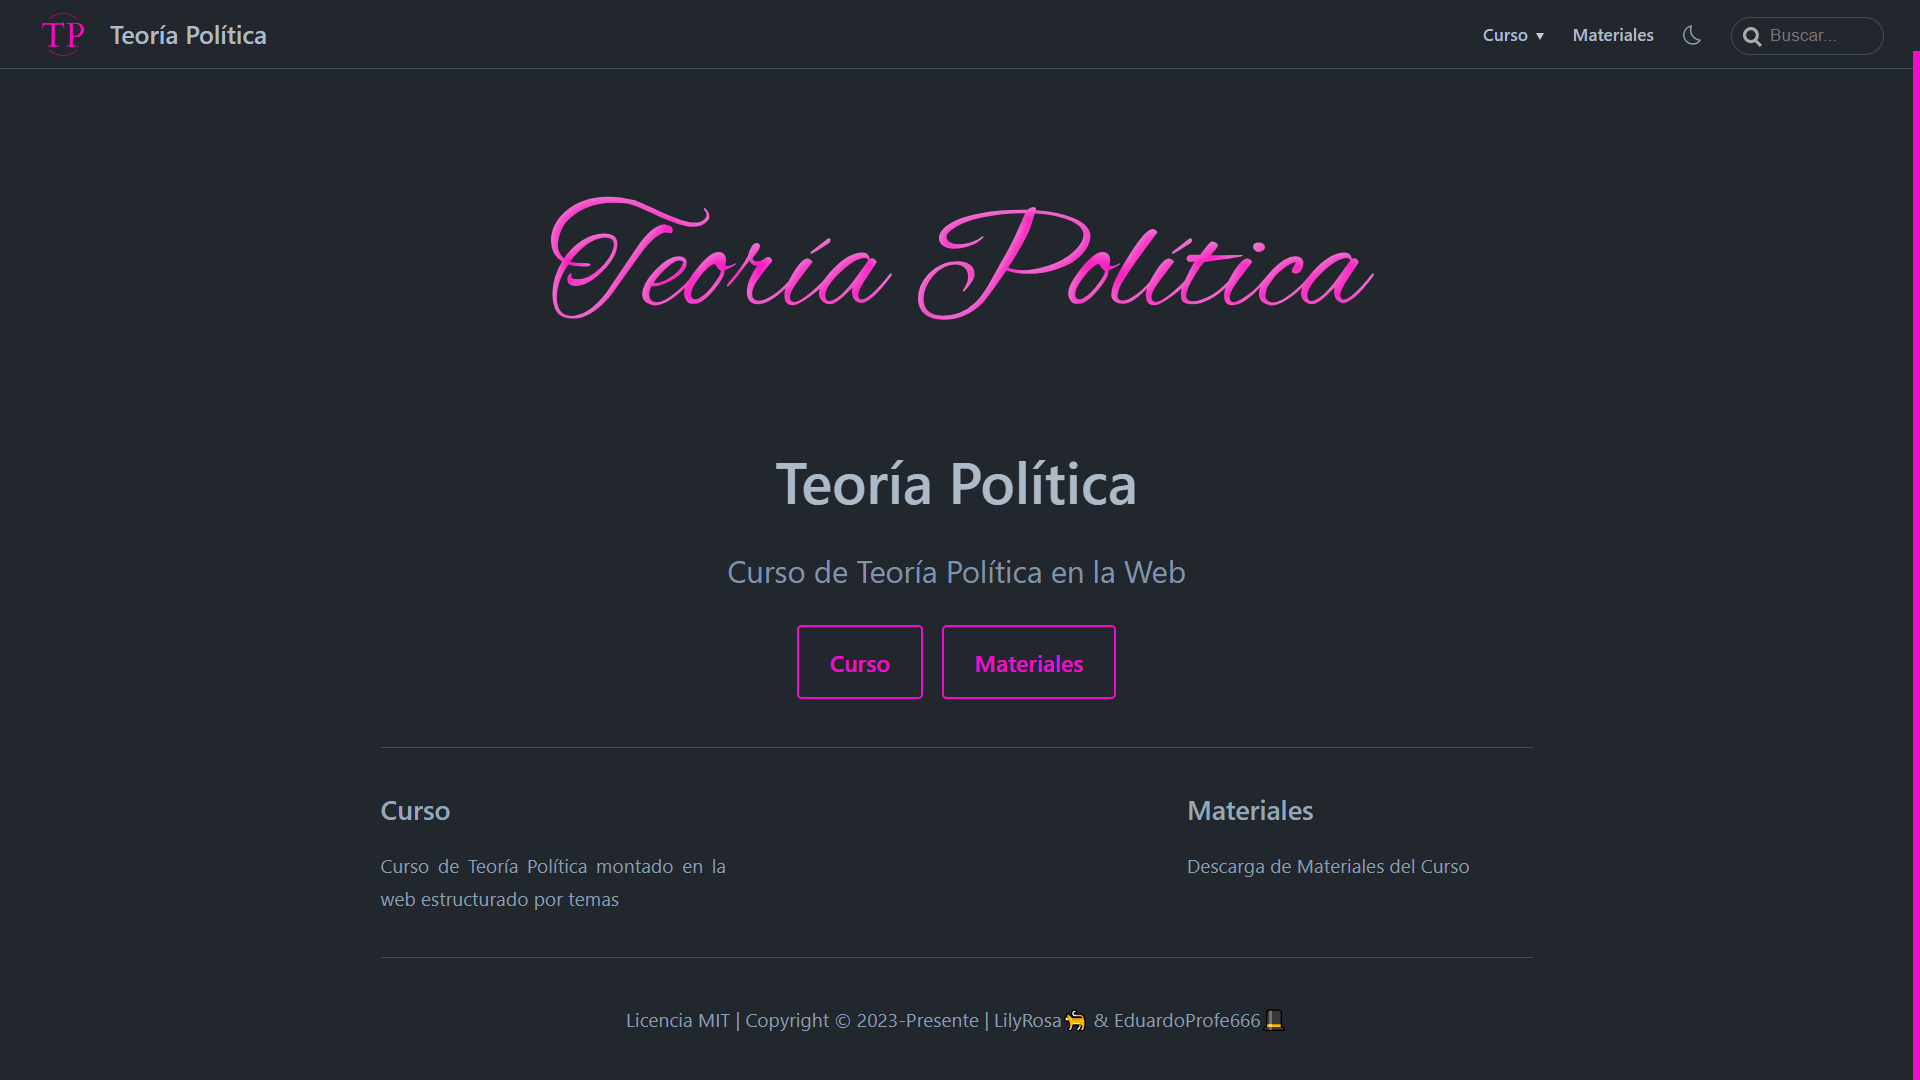 TP
Teoría Política
Curso ▼
Materiales
Buscar...
Teoría Política
Teoría Política
Curso de Teoría Política en la Web
Curso
Materiales
Curso
Curso de Teoría Política montado en la
web estructurado por temas
Materiales
Descarga de Materiales del Curso
Licencia MIT | Copyright © 2023-Presente | LilyRosa🐈 & EduardoProfe666🎩